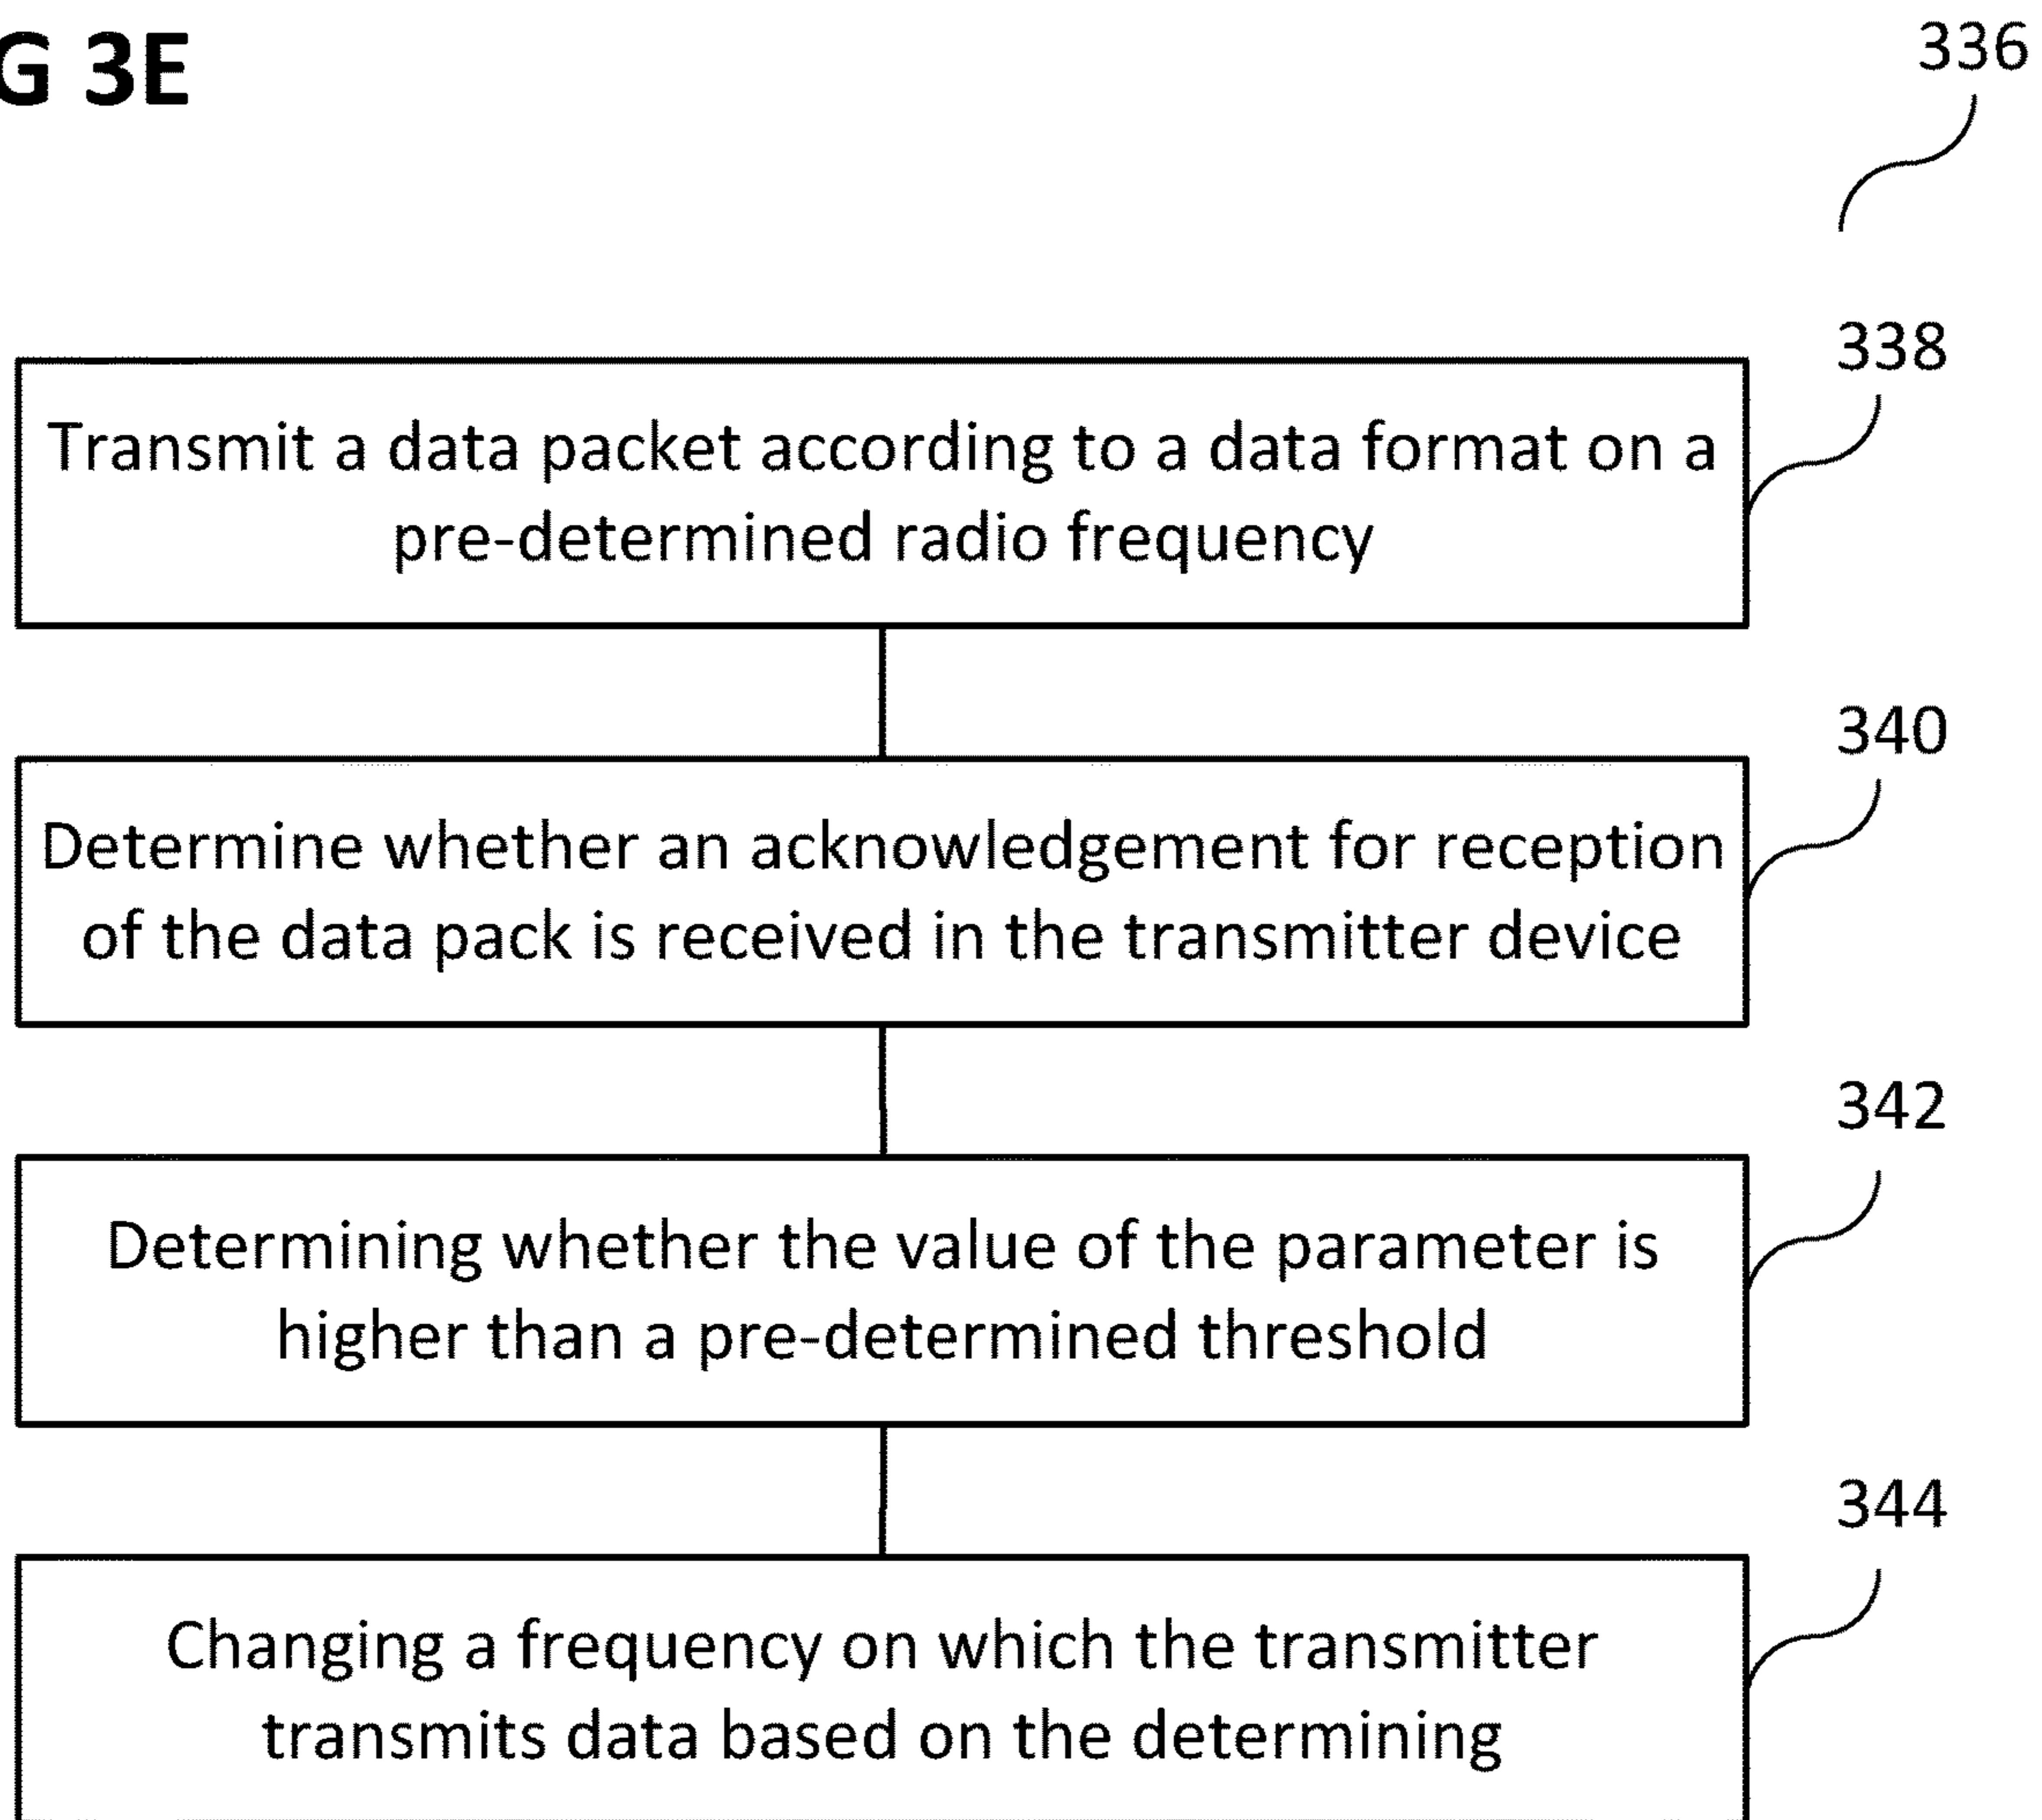 G 3E
336
338
Transmit a data packet according to a data format on a
pre-determined radio frequency
340
Determine whether an acknowledgement for reception
of the data pack is received in the transmitter device
342
Determining whether the value of the parameter is
higher than a pre-determined threshold
344
Changing a frequency on which the transmitter
transmits data based on the determining